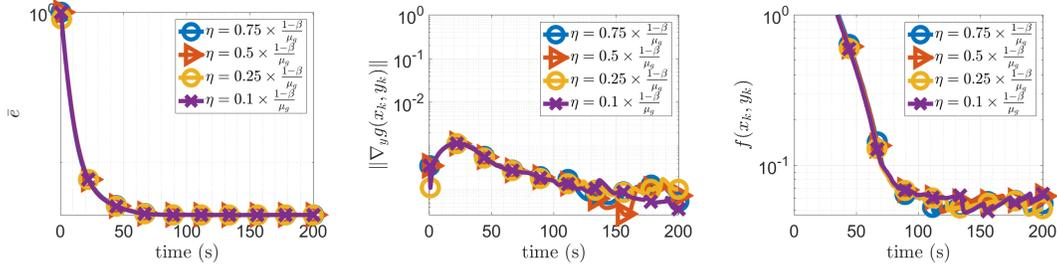 10^0
ē
η = 0.75 × (1−β)/μ_g
η = 0.5 × (1−β)/μ_g
η = 0.25 × (1−β)/μ_g
η = 0.1 × (1−β)/μ_g
0 50 100 150 200
time (s)
10^0
10^{-1}
10^{-2}
‖∇_y g(x_k, y_k)‖
η = 0.75 × (1−β)/μ_g
η = 0.5 × (1−β)/μ_g
η = 0.25 × (1−β)/μ_g
η = 0.1 × (1−β)/μ_g
0 50 100 150 200
time (s)
10^0
10^{-1}
f(x_k, y_k)
η = 0.75 × (1−β)/μ_g
η = 0.5 × (1−β)/μ_g
η = 0.25 × (1−β)/μ_g
η = 0.1 × (1−β)/μ_g
0 50 100 150 200
time (s)